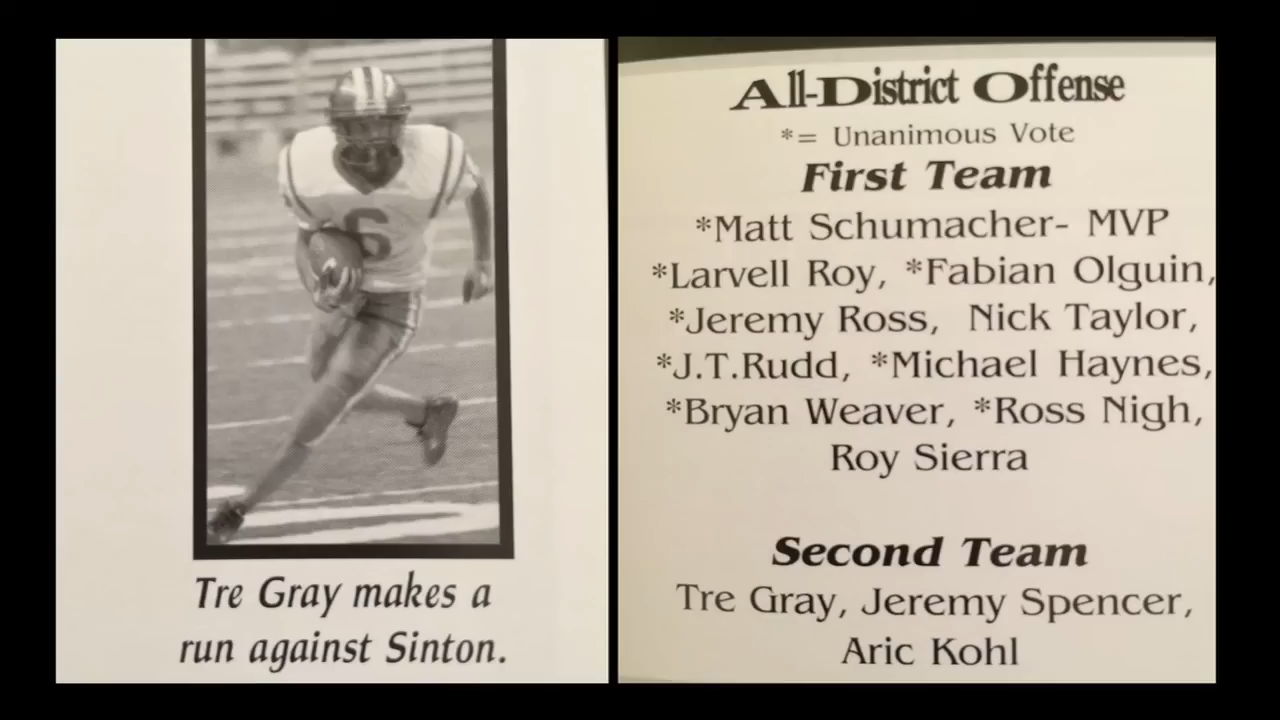 6
Tre Gray makes a
run against Sinton.
All-District Offense
*= Unanimous Vote
First Team
*Matt Schumacher- MVP
*Larvell Roy, *Fabian Olguin,
*Jeremy Ross, Nick Taylor,
*J.T.Rudd, *Michael Haynes,
*Bryan Weaver, *Ross Nigh,
Roy Sierra
Second Team
Tre Gray, Jeremy Spencer,
Aric Kohl